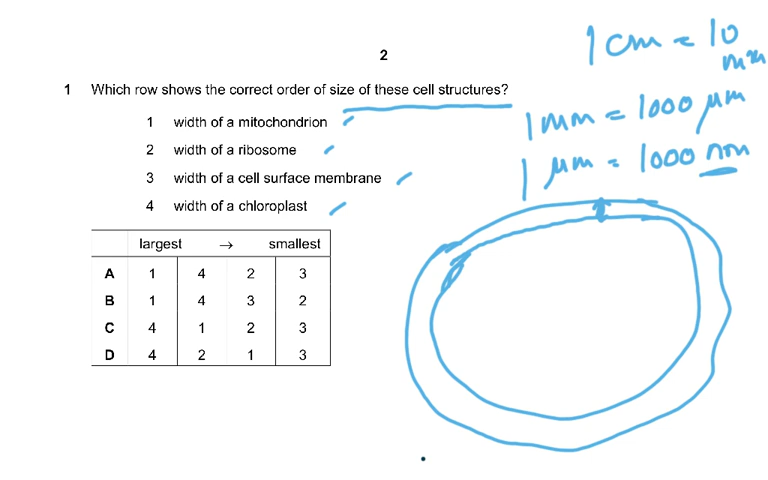 2
1 cm = 10
mm
1 Which row shows the correct order of size of these cell structures?
1 mm = 1000 µm
1 width of a mitochondrion
2 width of a ribosome
1 µm = 1000 nm
3 width of a cell surface membrane
4 width of a chloroplast
largest → smallest
A 1 4 2 3
B 1 4 3 2
C 4 1 2 3
D 4 2 1 3